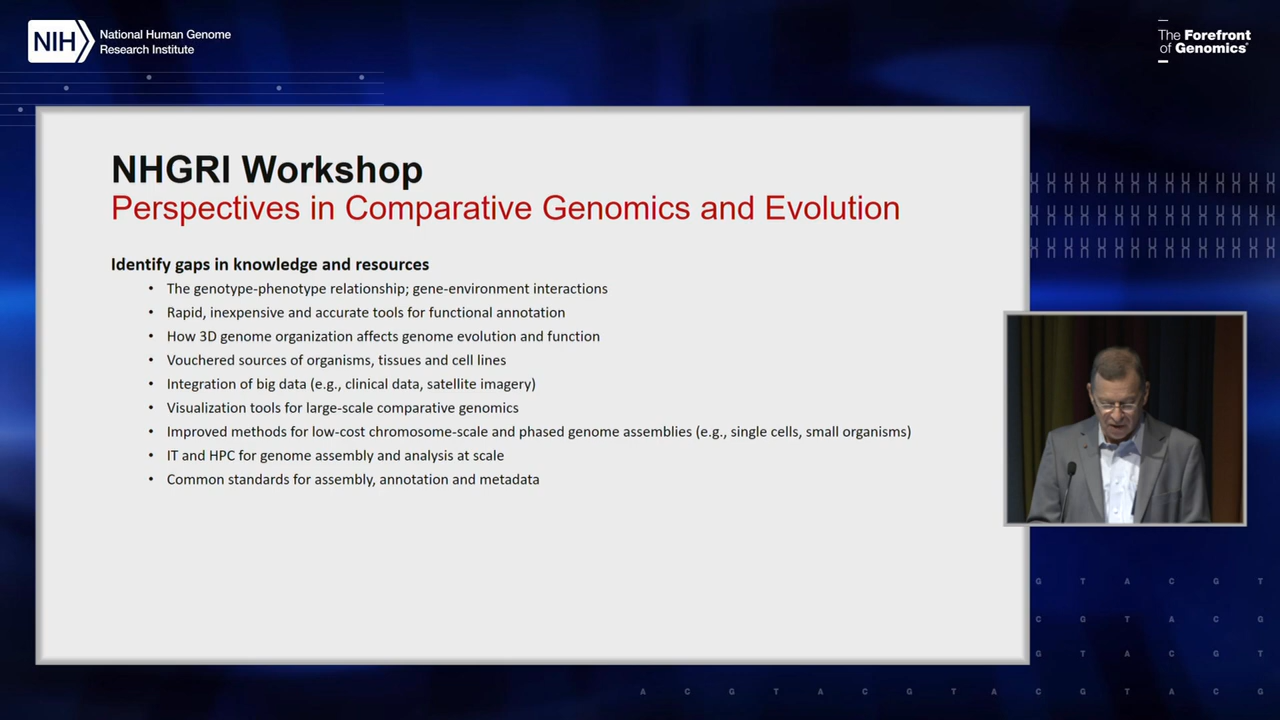 NIH
National Human Genome
Research Institute
The Forefront
of Genomics®
NHGRI Workshop
Perspectives in Comparative Genomics and Evolution
Identify gaps in knowledge and resources
• The genotype-phenotype relationship; gene-environment interactions
• Rapid, inexpensive and accurate tools for functional annotation
• How 3D genome organization affects genome evolution and function
• Vouchered sources of organisms, tissues and cell lines
• Integration of big data (e.g., clinical data, satellite imagery)
• Visualization tools for large-scale comparative genomics
• Improved methods for low-cost chromosome-scale and phased genome assemblies (e.g., single cells, small organisms)
• IT and HPC for genome assembly and analysis at scale
• Common standards for assembly, annotation and metadata
G T A C G T
C G T A C G
G T A C G T
A C G T A C G T A C G T A C G